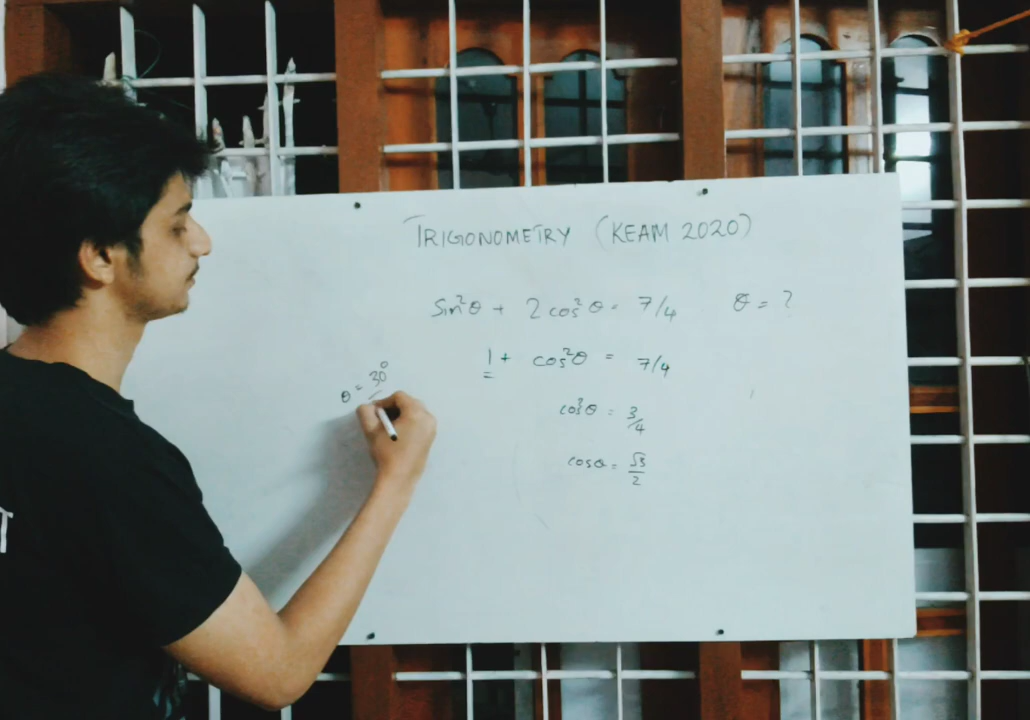 TRIGONOMETRY (KEAM 2020)
sin²θ + 2cos²θ = 7/4 θ = ?
1 + cos²θ = 7/4
θ = 30°
cos²θ = 3/4
cosθ = √3/2